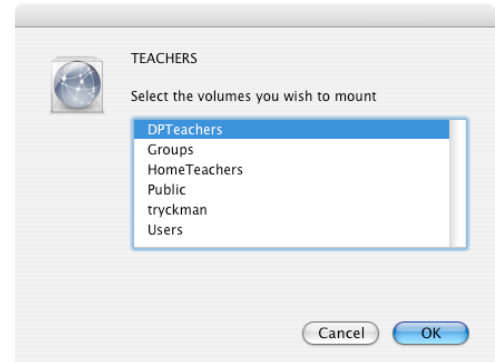 TEACHERS
Select the volumes you wish to mount
DPTeachers
Groups
HomeTeachers
Public
tryckman
Users
Cancel OK